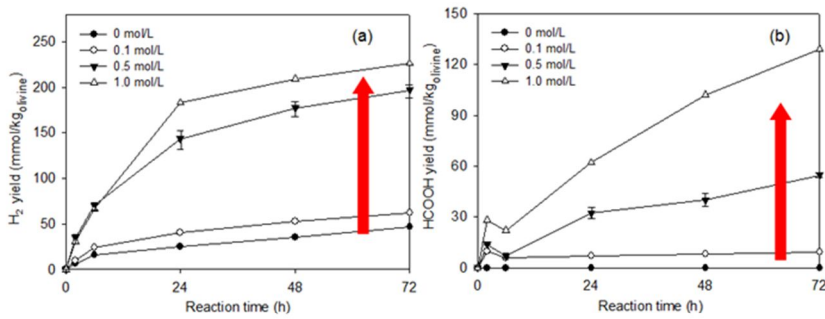 (a)
0 mol/L
0.1 mol/L
0.5 mol/L
1.0 mol/L
250
200
150
100
50
0
H2 yield (mmol/kgolivine)
0 24 48 72
Reaction time (h)
(b)
0 mol/L
0.1 mol/L
0.5 mol/L
1.0 mol/L
150
120
90
60
30
0
HCOOH yield (mmol/kgolivine)
0 24 48 72
Reaction time (h)